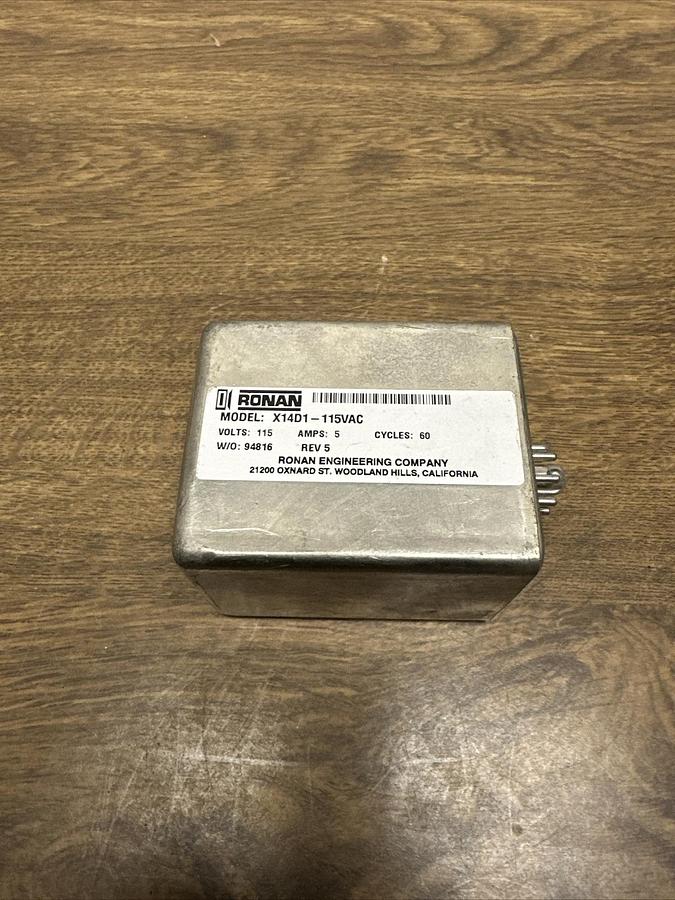 RONAN
MODEL: X14D1-115VAC
VOLTS: 115 AMPS: 5 CYCLES: 60
W/O: 94816 REV 5
RONAN ENGINEERING COMPANY
21200 OXNARD ST. WOODLAND HILLS, CALIFORNIA